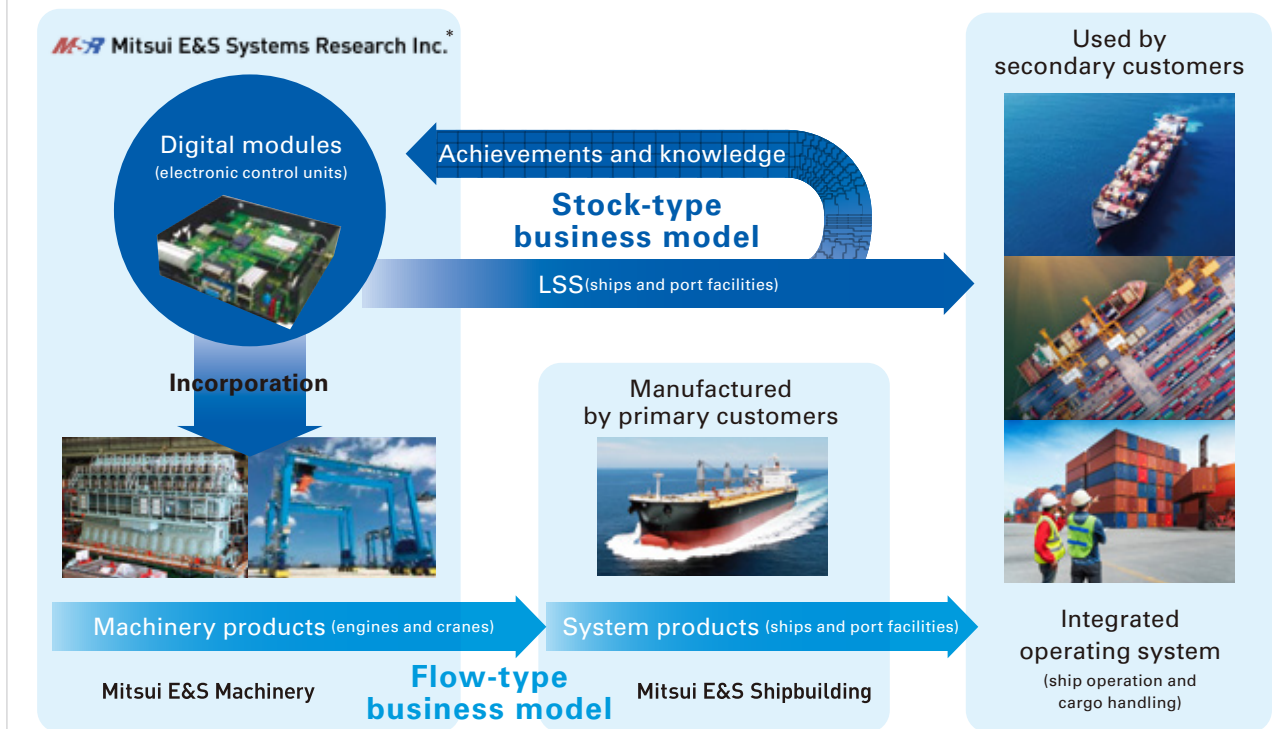 MSR Mitsui E&S Systems Research Inc.*
Digital modules
(electronic control units)
Incorporation
Achievements and knowledge
Stock-type
business model
LSS(ships and port facilities)
Manufactured
by primary customers
Used by
secondary customers
Machinery products (engines and cranes)
System products (ships and port facilities)
Mitsui E&S Machinery
Flow-type
business model
Mitsui E&S Shipbuilding
Integrated
operating system
(ship operation and
cargo handling)